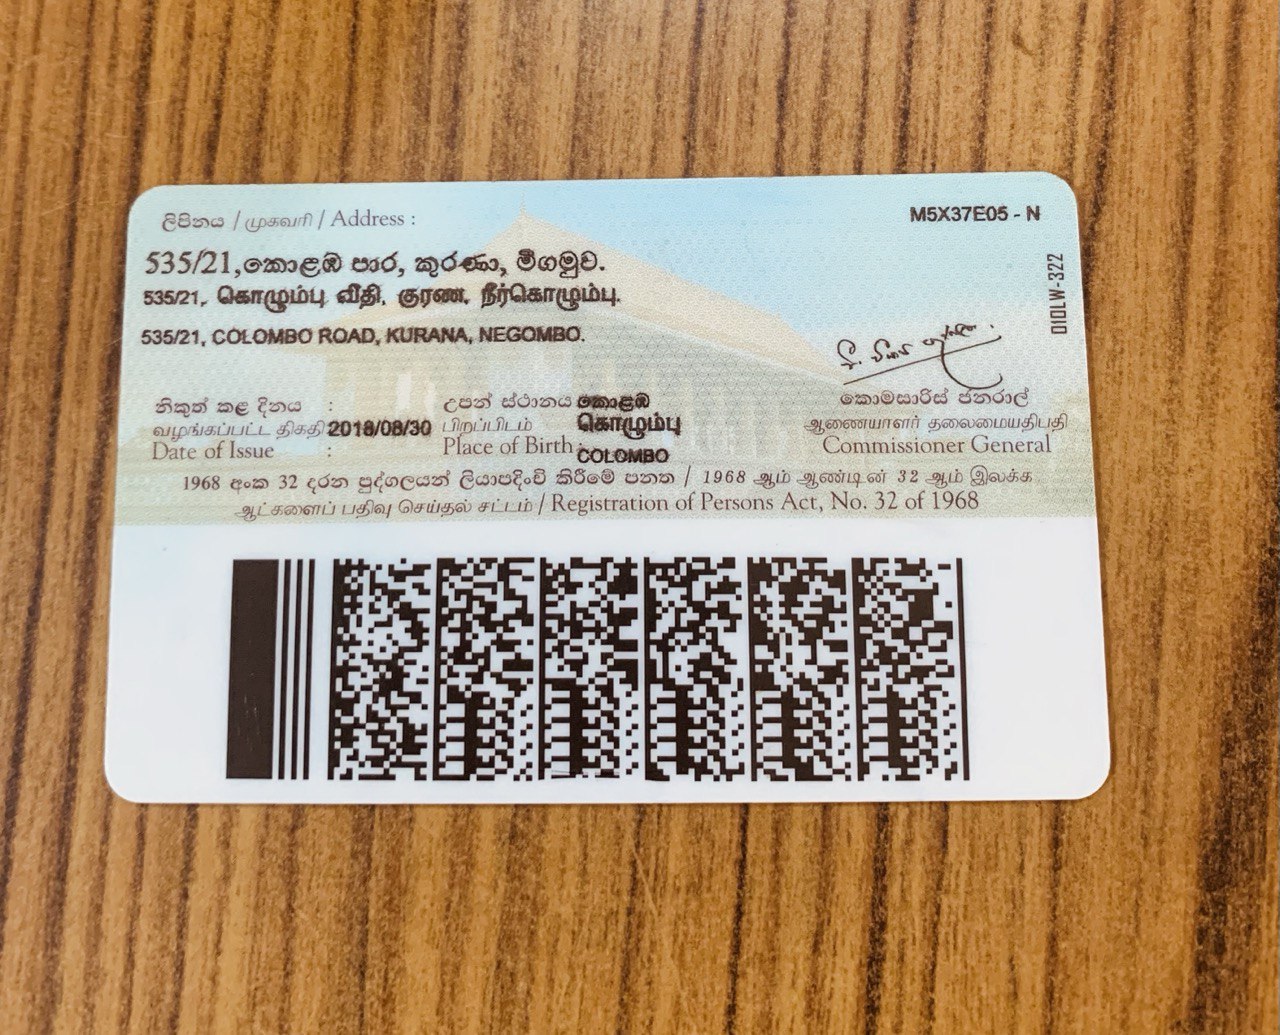 ලිපිනය / முகவரி / Address :
M5X37E05 - N
535/21,කොළඹ පාර, කුරණා, මීගමුව.
535/21, கொழும்பு வீதி, குரண, நீர்கொழும்பு.
535/21, COLOMBO ROAD, KURANA, NEGOMBO.
OIOLW-322
නිකුත් කළ දිනය :
வழங்கப்பட்ட திகதி 2018/08/30
Date of Issue :
උපන් ස්ථානය කොළඹ
பிறப்பிடம் கொழும்பு
Place of Birth : COLOMBO
කොමසාරිස් ජනරාල්
ஆணையாளர் தலைமையதிபதி
Commissioner General
1968 අංක 32 දරන පුද්ගලයන් ලියාපදිංචි කිරීමේ පනත / 1968 ஆம் ஆண்டின் 32 ஆம் இலக்க
ஆட்களைப் பதிவு செய்தல் சட்டம் / Registration of Persons Act, No. 32 of 1968